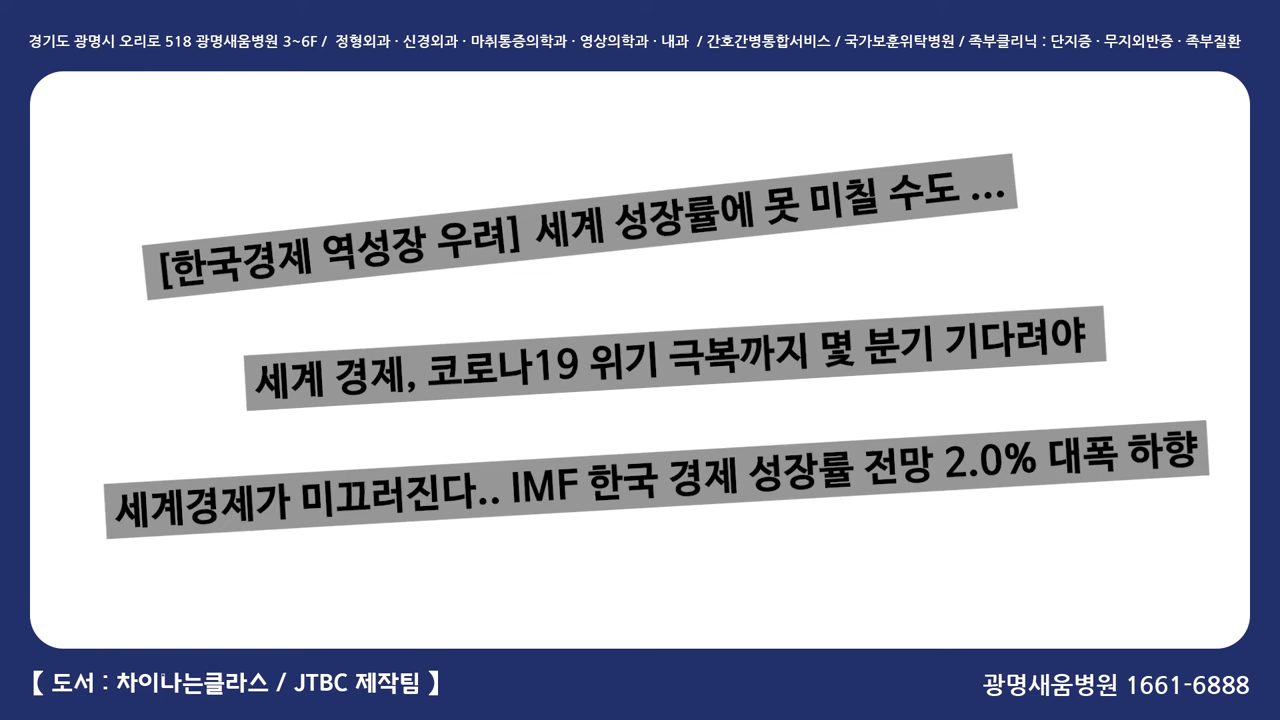 경기도 광명시 오리로 518 광명새움병원 3~6F / 정형외과 · 신경외과 · 마취통증의학과 · 영상의학과 · 내과 / 간호간병통합서비스 / 국가보훈위탁병원 / 족부클리닉 : 단지증 · 무지외반증 · 족부질환
[한국경제 역성장 우려] 세계 성장률에 못 미칠 수도 ...
세계 경제, 코로나19 위기 극복까지 몇 분기 기다려야
세계경제가 미끄러진다.. IMF 한국 경제 성장률 전망 2.0% 대폭 하향
【 도서 : 차이나는클라스 / JTBC 제작팀 】
광명새움병원 1661-6888